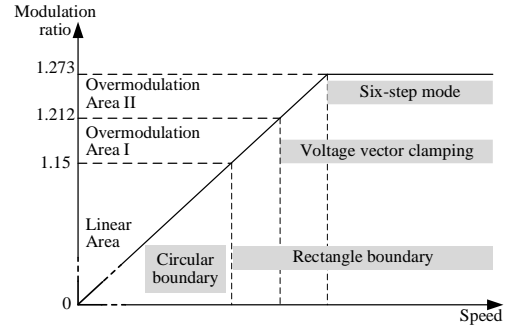 Modulation
ratio
1.273
Overmodulation
Area II
Six-step mode
1.212
Overmodulation
Area I
Voltage vector clamping
1.15
Linear
Area
Circular
boundary
Rectangle boundary
0
Speed